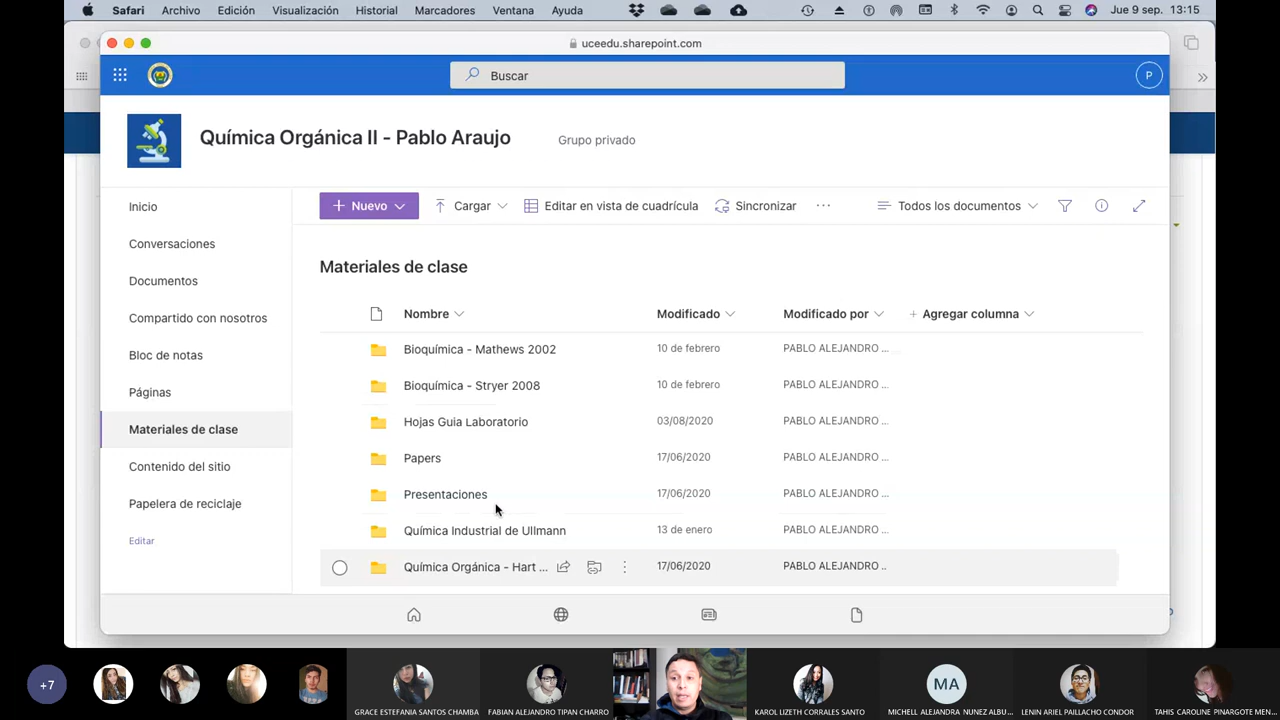 Safari Archivo Edición Visualización Historial Marcadores Ventana Ayuda Jue 9 sep. 13:15
uceedu.sharepoint.com
Buscar
P
Química Orgánica II - Pablo Araujo
Grupo privado
Inicio
Conversaciones
Documentos
Compartido con nosotros
Bloc de notas
Páginas
Materiales de clase
Contenido del sitio
Papelera de reciclaje
Editar
+ Nuevo Cargar Editar en vista de cuadrícula Sincronizar ... Todos los documentos
Materiales de clase
Nombre Modificado Modificado por + Agregar columna
Bioquímica - Mathews 2002 10 de febrero PABLO ALEJANDRO ...
Bioquímica - Stryer 2008 10 de febrero PABLO ALEJANDRO ...
Hojas Guia Laboratorio 03/08/2020 PABLO ALEJANDRO ...
Papers 17/06/2020 PABLO ALEJANDRO ...
Presentaciones 17/06/2020 PABLO ALEJANDRO ...
Química Industrial de Ullmann 13 de enero PABLO ALEJANDRO ...
Química Orgánica - Hart ... 17/06/2020 PABLO ALEJANDRO ..
+7
GRACE ESTEFANIA SANTOS CHAMBA
FABIAN ALEJANDRO TIPAN CHARRO
KAROL LIZETH CORRALES SANTO
MA
MICHELL ALEJANDRA NUNEZ ALBU...
LENIN ARIEL PAILLACHO CONDOR
TAHIS CAROLINE PINARGOTE MEN...